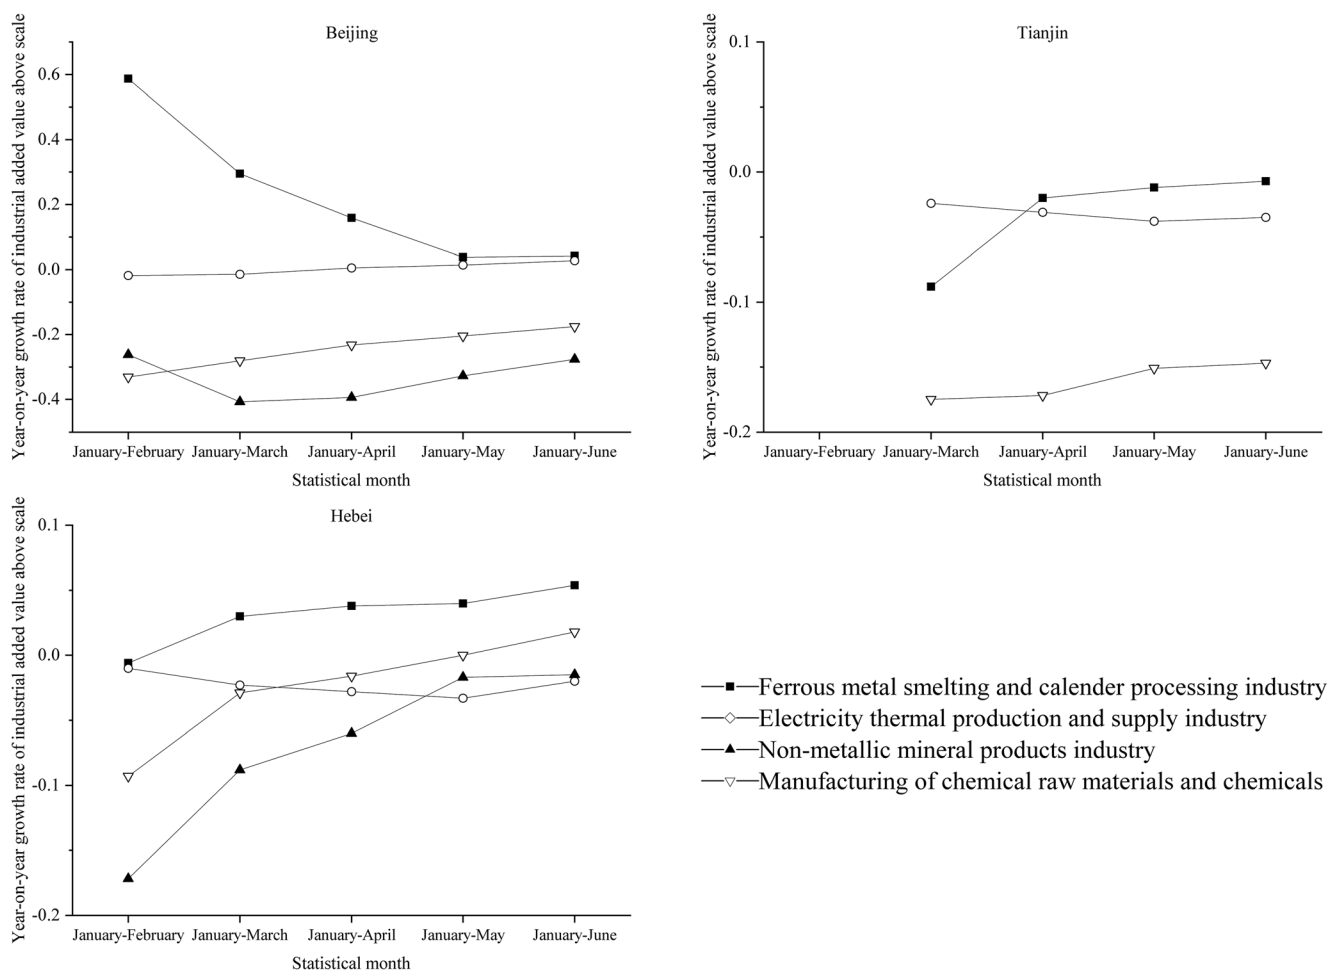 Beijing
Year-on-year growth rate of industrial added value above scale
0.6
0.4
0.2
0.0
-0.2
-0.4
January-February January-March January-April January-May January-June
Statistical month
Tianjin
Year-on-year growth rate of industrial added value above scale
0.1
0.0
-0.1
-0.2
January-February January-March January-April January-May January-June
Statistical month
Hebei
Year-on-year growth rate of industrial added value above scale
0.1
0.0
-0.1
-0.2
January-February January-March January-April January-May January-June
Statistical month
Ferrous metal smelting and calender processing industry
Electricity thermal production and supply industry
Non-metallic mineral products industry
Manufacturing of chemical raw materials and chemicals